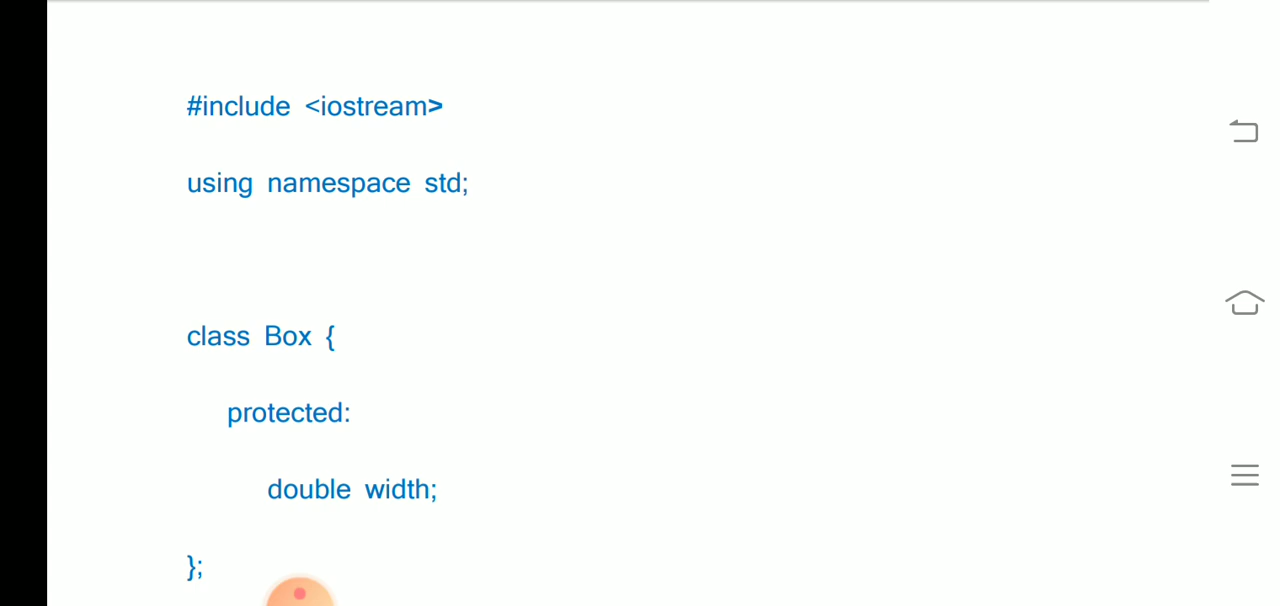 #include <iostream>
using namespace std;
class Box {
protected:
double width;
};